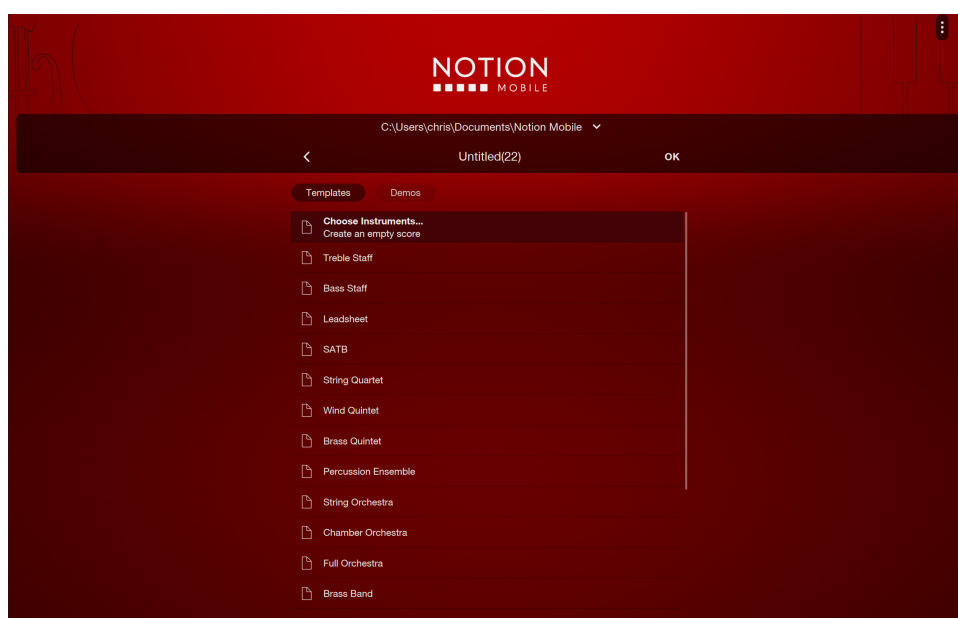 NOTION
MOBILE
C:\Users\chris\Documents\Notion Mobile
Untitled(22)
OK
Templates
Demos
Choose Instruments...
Create an empty score
Treble Staff
Bass Staff
Leadsheet
SATB
String Quartet
Wind Quintet
Brass Quintet
Percussion Ensemble
String Orchestra
Chamber Orchestra
Full Orchestra
Brass Band